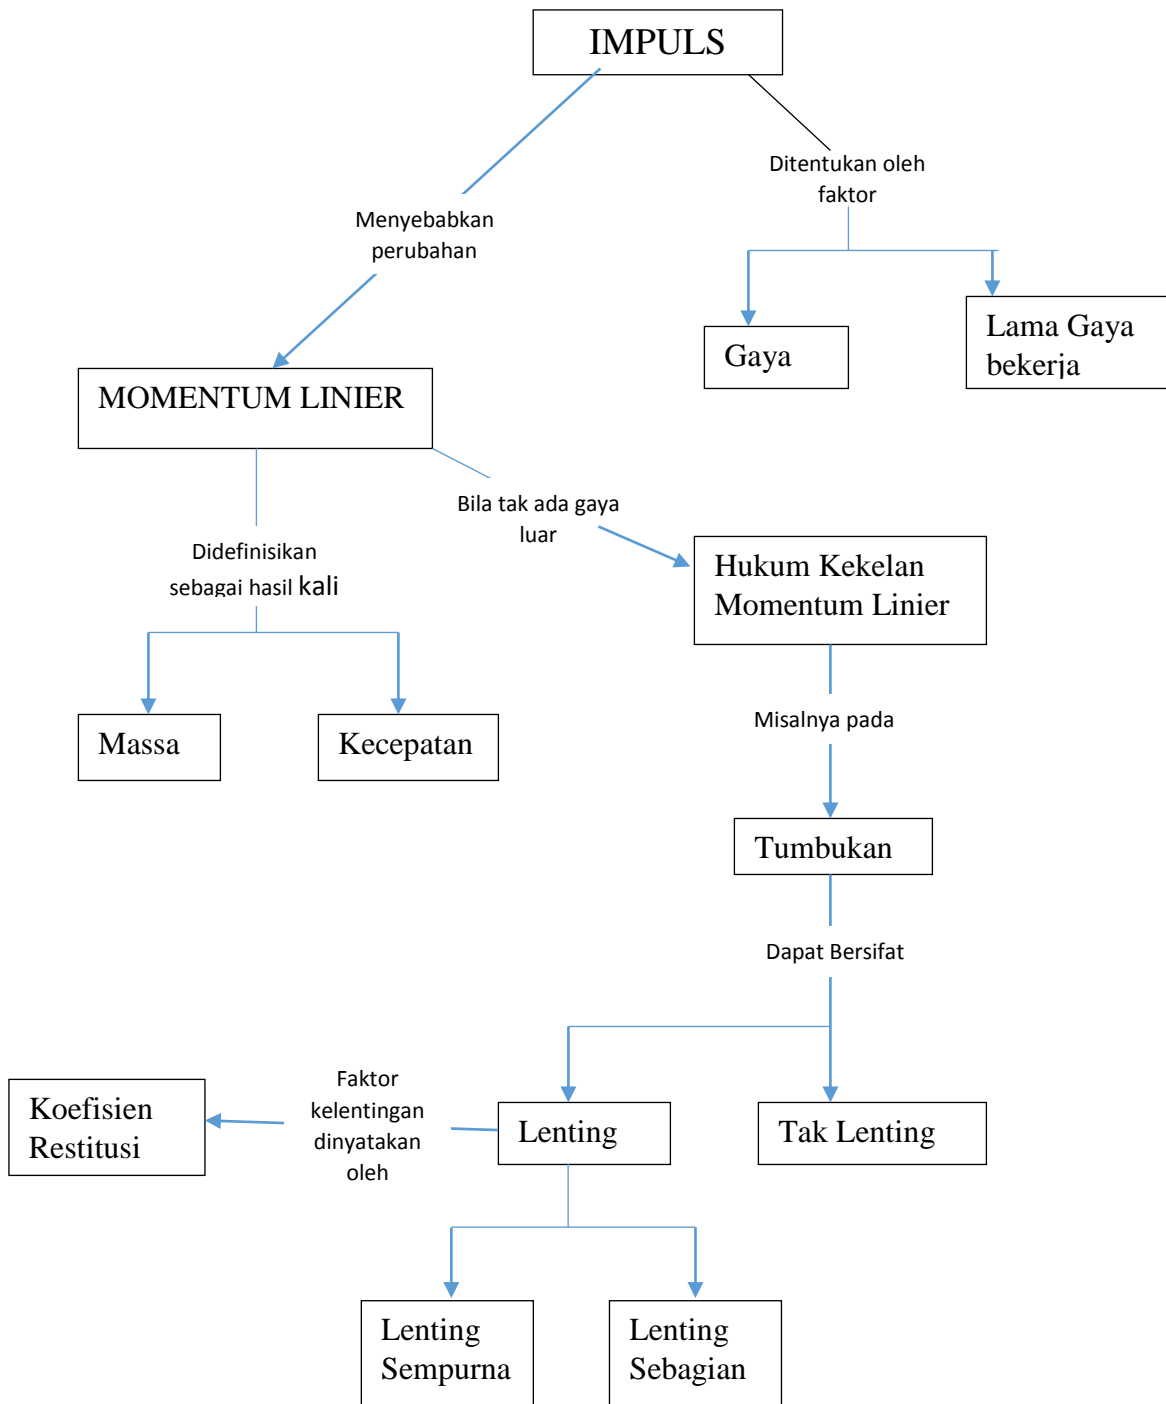 IMPULS
Ditentukan oleh
faktor
Menyebabkan
perubahan
Gaya
Lama Gaya
bekerja
MOMENTUM LINIER
Bila tak ada gaya
luar
Didefinisikan
sebagai hasil kali
Hukum Kekelan
Momentum Linier
Massa
Kecepatan
Misalnya pada
Tumbukan
Dapat Bersifat
Faktor
kelentingan
dinyatakan
oleh
Koefisien
Restitusi
Lenting
Tak Lenting
Lenting
Sempurna
Lenting
Sebagian